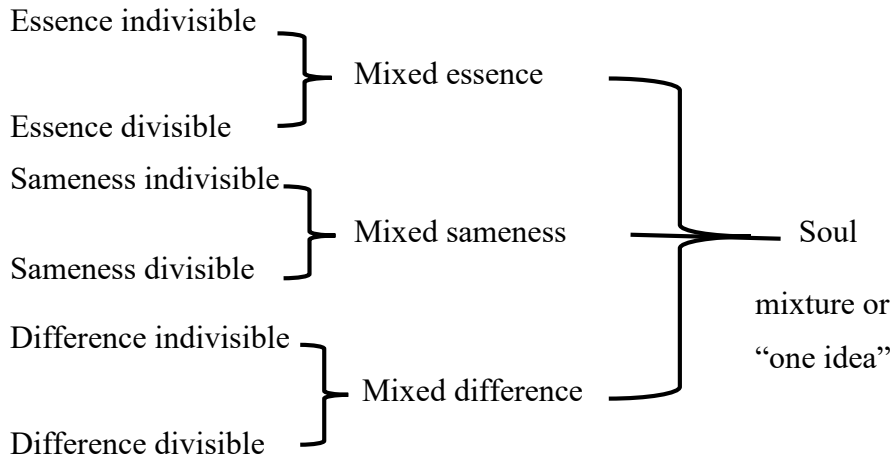 Essence indivisible
Mixed essence
Essence divisible
Sameness indivisible
Mixed sameness
Soul
Sameness divisible
mixture or
Difference indivisible
“one idea”
Mixed difference
Difference divisible